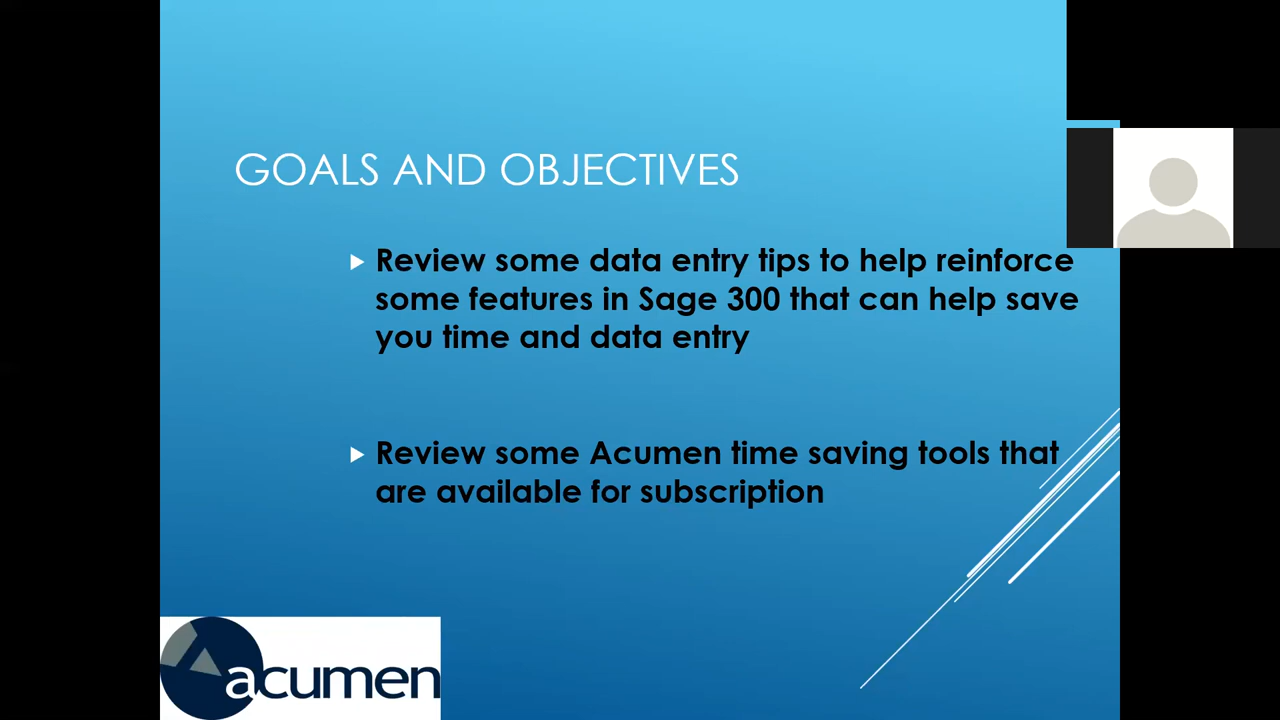 GOALS AND OBJECTIVES
Review some data entry tips to help reinforce
some features in Sage 300 that can help save
you time and data entry
Review some Acumen time saving tools that
are available for subscription
acumen